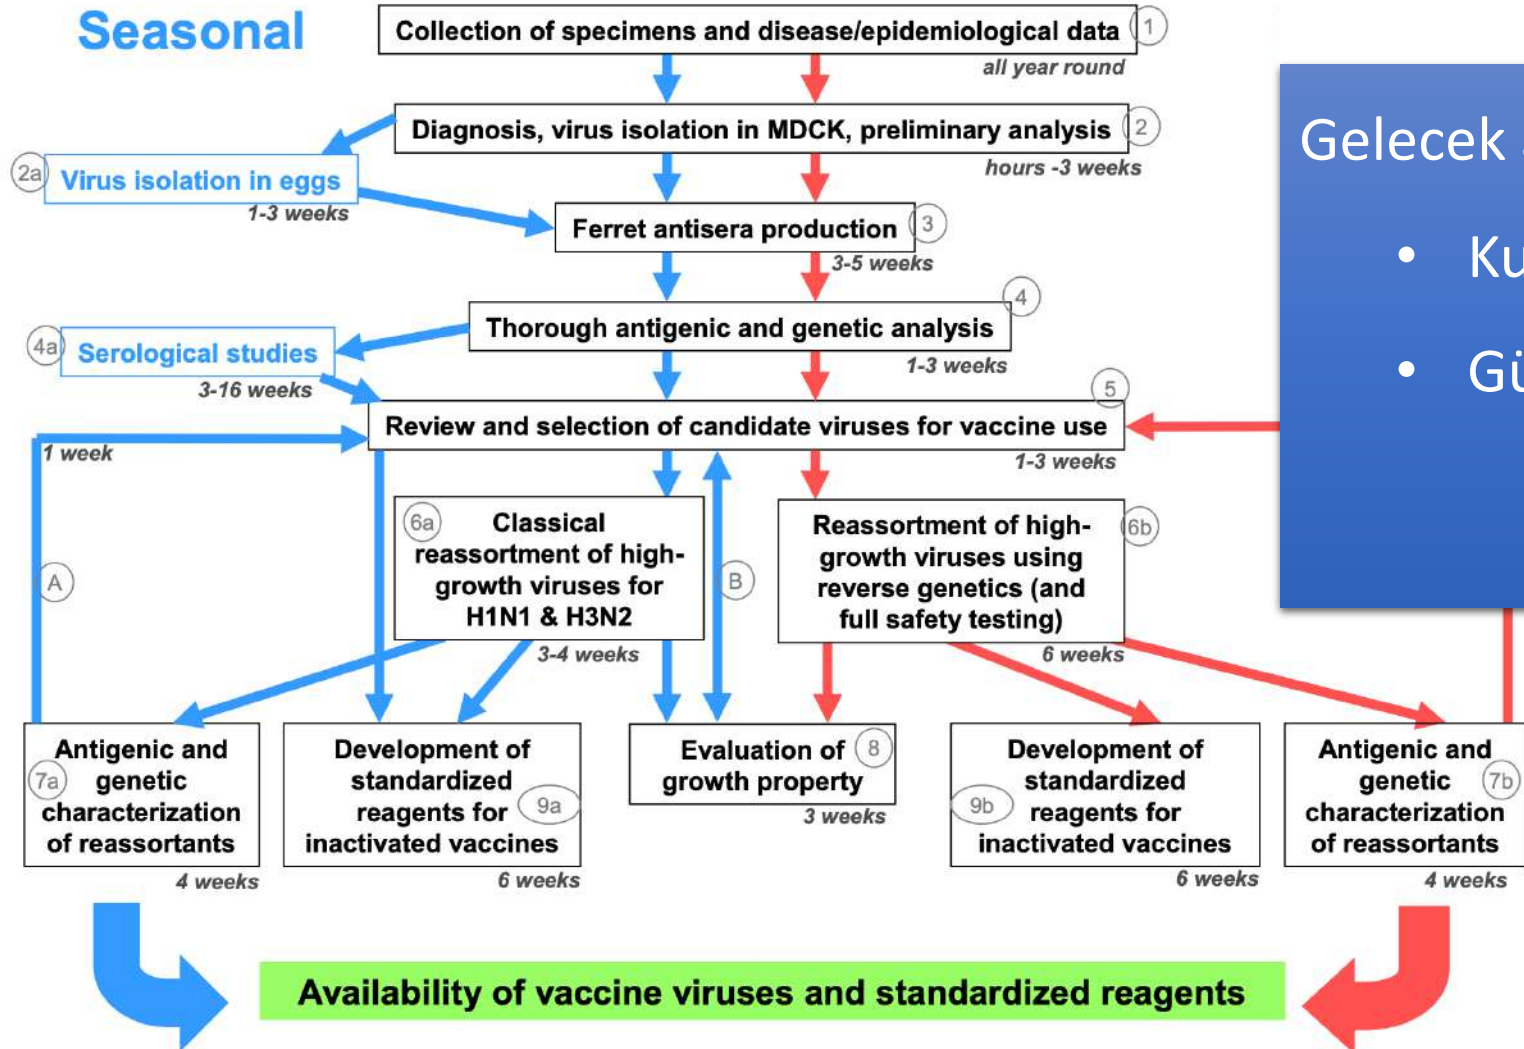 Seasonal
Collection of specimens and disease/epidemiological data
1
all year round
Diagnosis, virus isolation in MDCK, preliminary analysis
2
hours -3 weeks
2a
Virus isolation in eggs
1-3 weeks
Ferret antisera production
3
3-5 weeks
Thorough antigenic and genetic analysis
4
1-3 weeks
4a
Serological studies
3-16 weeks
5
Review and selection of candidate viruses for vaccine use
1-3 weeks
1 week
A
B
6a
Classical
reassortment of high-
growth viruses for
H1N1 & H3N2
3-4 weeks
Reassortment of high-
growth viruses using
reverse genetics (and
full safety testing)
6b
6 weeks
Antigenic and
genetic
characterization
of reassortants
7a
4 weeks
Development of
standardized
reagents for
inactivated vaccines
9a
6 weeks
Evaluation of
growth property
8
3 weeks
Development of
standardized
reagents for
inactivated vaccines
9b
6 weeks
Antigenic and
genetic
characterization
of reassortants
7b
4 weeks
Availability of vaccine viruses and standardized reagents
Gelecek
• Ku
• Gü